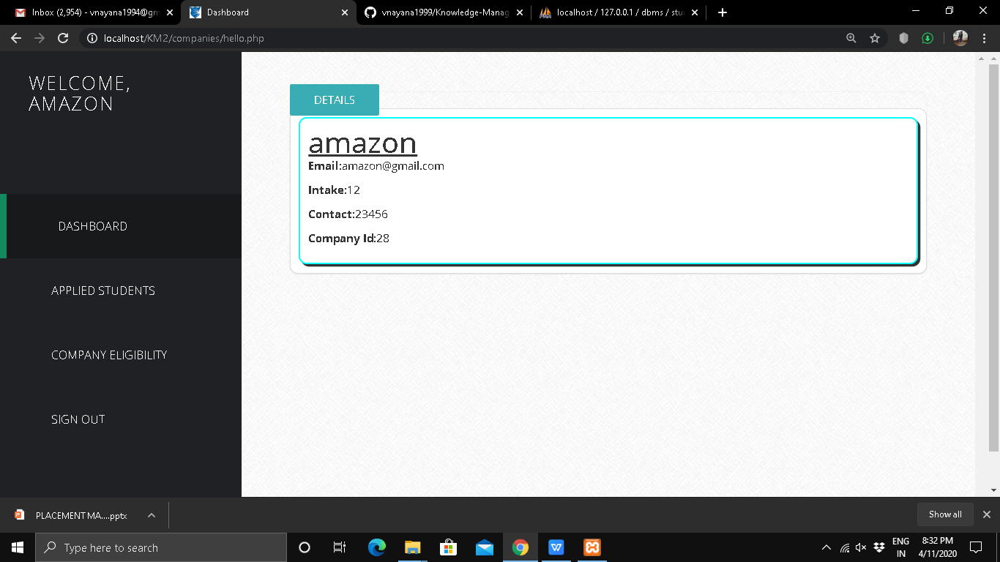 Inbox (2,954) - vnayana1994@gm
Dashboard
vnayana1999/Knowledge-Manag
localhost / 127.0.0.1 / dbms / stu
localhost/KM2/companies/hello.php
WELCOME,
AMAZON
DASHBOARD
APPLIED STUDENTS
COMPANY ELIGIBILITY
SIGN OUT
DETAILS
amazon
Email:amazon@gmail.com
Intake:12
Contact:23456
Company Id:28
PLACEMENT MA....pptx
Show all
Type here to search
ENG
IN
8:32 PM
4/11/2020